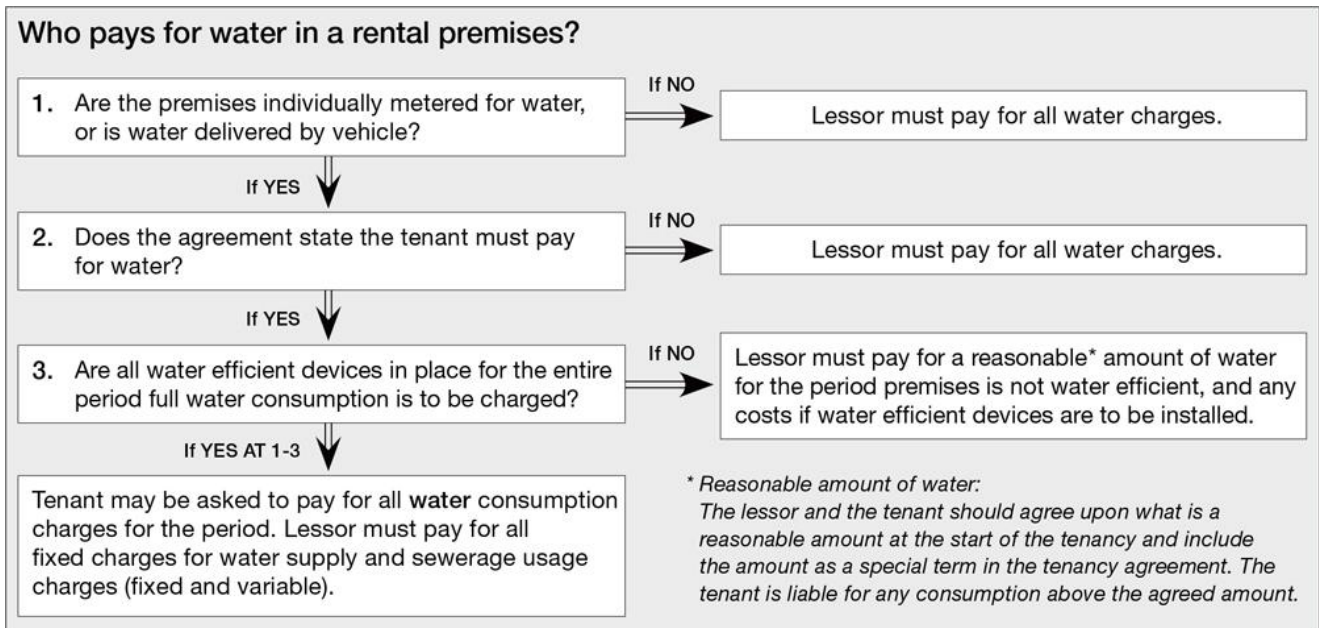 Who pays for water in a rental premises?
1. Are the premises individually metered for water,
or is water delivered by vehicle?
If NO
Lessor must pay for all water charges.
If YES
2. Does the agreement state the tenant must pay
for water?
If NO
Lessor must pay for all water charges.
If YES
3. Are all water efficient devices in place for the entire
period full water consumption is to be charged?
If NO
Lessor must pay for a reasonable* amount of water
for the period premises is not water efficient, and any
costs if water efficient devices are to be installed.
If YES AT 1-3
Tenant may be asked to pay for all water consumption
charges for the period. Lessor must pay for all
fixed charges for water supply and sewerage usage
charges (fixed and variable).
* Reasonable amount of water:
The lessor and the tenant should agree upon what is a
reasonable amount at the start of the tenancy and include
the amount as a special term in the tenancy agreement. The
tenant is liable for any consumption above the agreed amount.